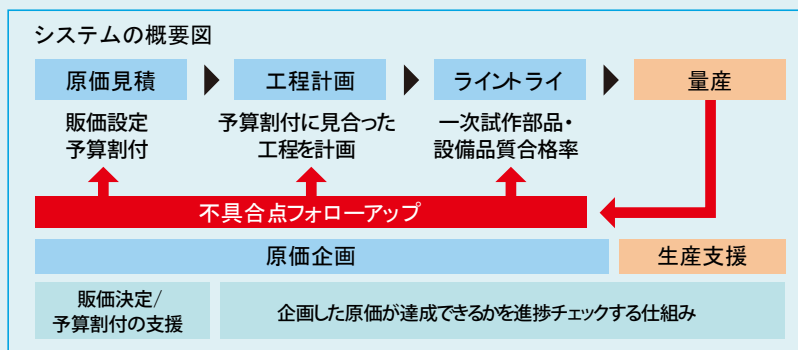 システムの概要図
原価見積
工程計画
ライントライ
量産
販価設定
予算割付
予算割付に見合った
工程を計画
一次試作部品・
設備品質合格率
不具合点フォローアップ
原価企画
生産支援
販価決定/
予算割付の支援
企画した原価が達成できるかを進捗チェックする仕組み